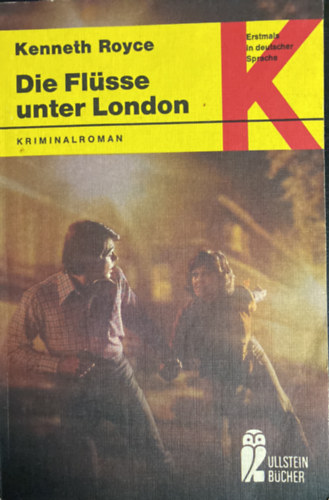 Kenneth Royce
Die Flüsse
unter London
KRIMINALROMAN
K
Erstmals
in deutscher
Sprache
ULLSTEIN
BÜCHER